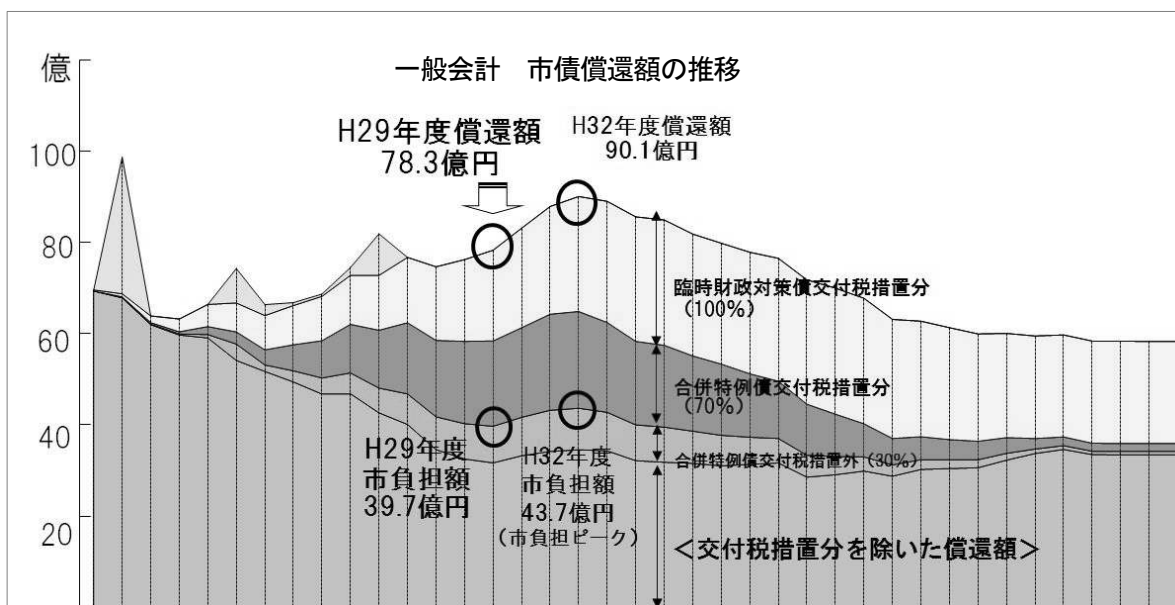 億
一般会計　市債償還額の推移
H29年度償還額
78.3億円
H32年度償還額
90.1億円
100
80
60
40
20
臨時財政対策債交付税措置分
（100%）
合併特例債交付税措置分
（70%）
合併特例債交付税措置外（30%）
H29年度
市負担額
39.7億円
H32年度
市負担額
43.7億円
（市負担ピーク）
＜交付税措置分を除いた償還額＞